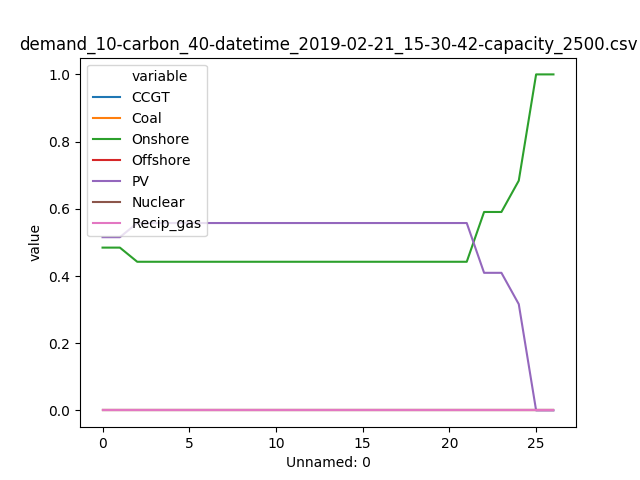 demand_10-carbon_40-datetime_2019-02-21_15-30-42-capacity_2500.csv
value
1.0
0.8
0.6
0.4
0.2
0.0
variable
CCGT
Coal
Onshore
Offshore
PV
Nuclear
Recip_gas
0 5 10 15 20 25
Unnamed: 0